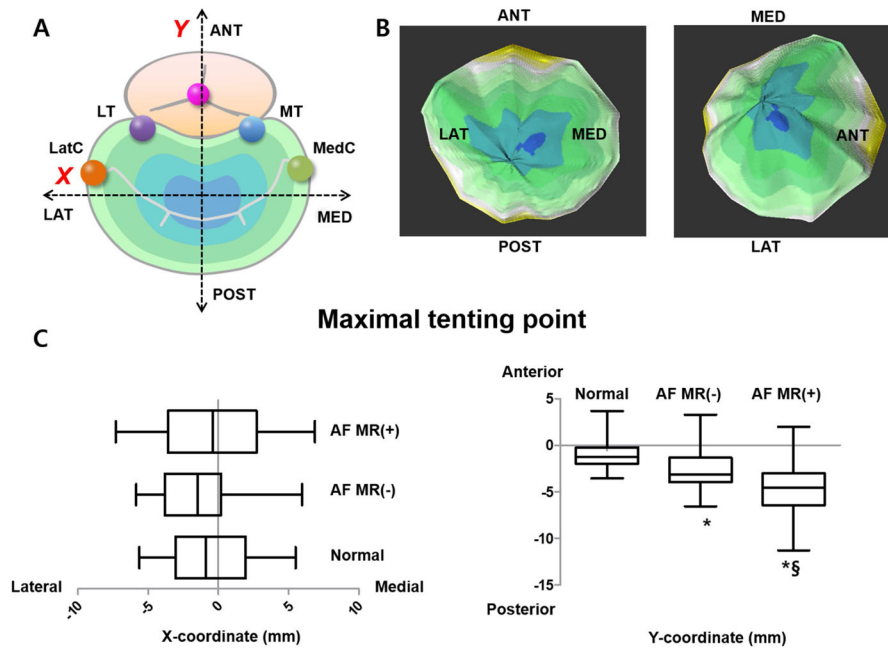 A
Y
ANT
LT
MT
LatC
MedC
X
LAT
MED
POST
B
ANT
LAT
MED
POST
MED
ANT
LAT
Maximal tenting point
C
AF MR(+)
AF MR(-)
Normal
Lateral
Medial
-10
-5
0
5
10
X-coordinate (mm)
Anterior
Normal
AF MR(-)
AF MR(+)
5
0
-5
*
-10
*§
-15
Posterior
Y-coordinate (mm)